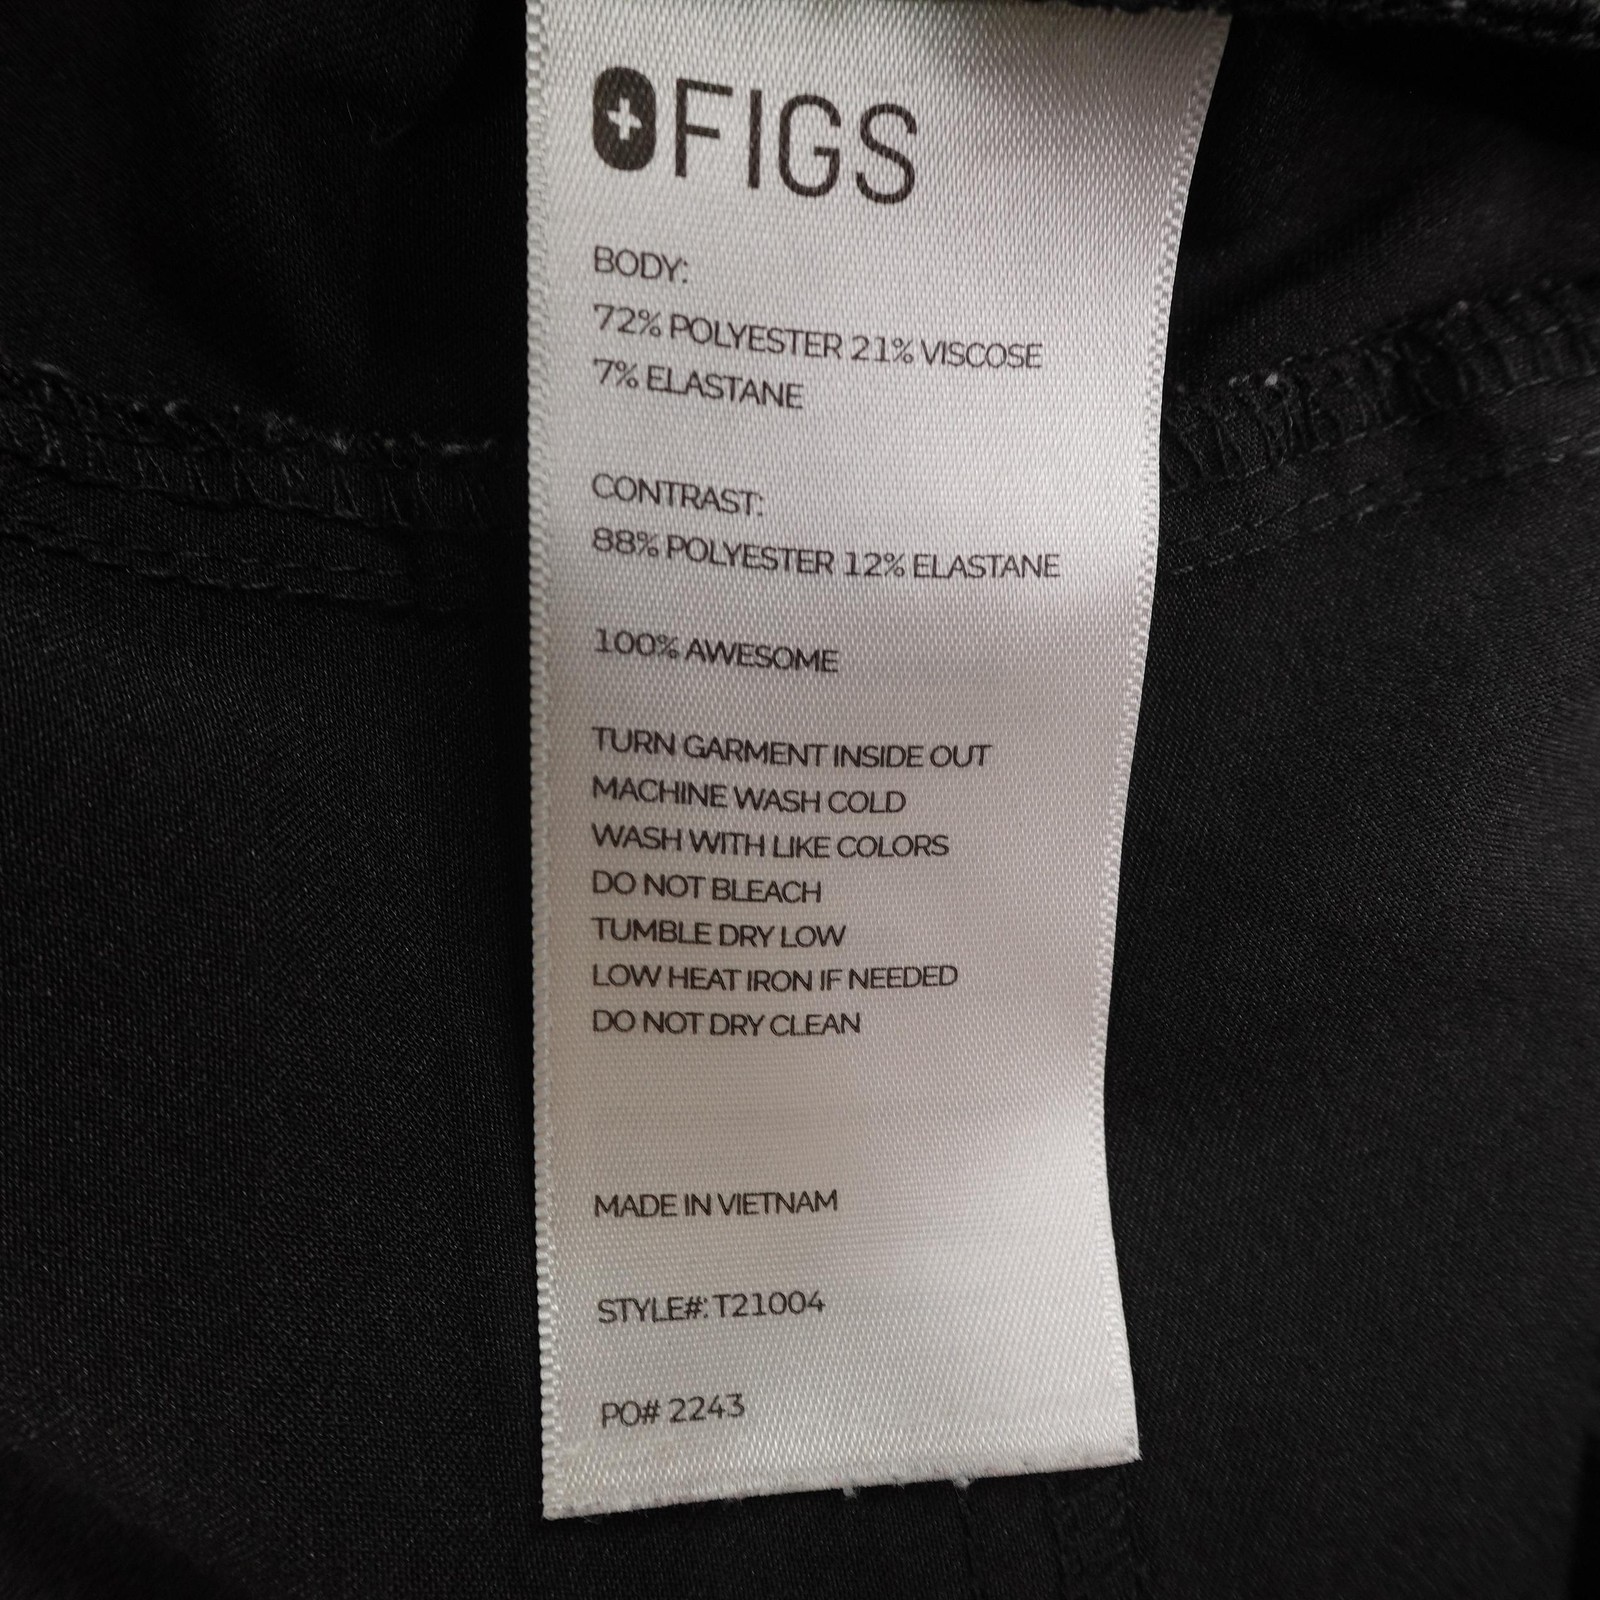 FIGS
BODY:
72% POLYESTER 21% VISCOSE
7% ELASTANE
CONTRAST:
88% POLYESTER 12% ELASTANE
100% AWESOME
TURN GARMENT INSIDE OUT
MACHINE WASH COLD
WASH WITH LIKE COLORS
DO NOT BLEACH
TUMBLE DRY LOW
LOW HEAT IRON IF NEEDED
DO NOT DRY CLEAN
MADE IN VIETNAM
STYLE#: T21004
PO# 2243